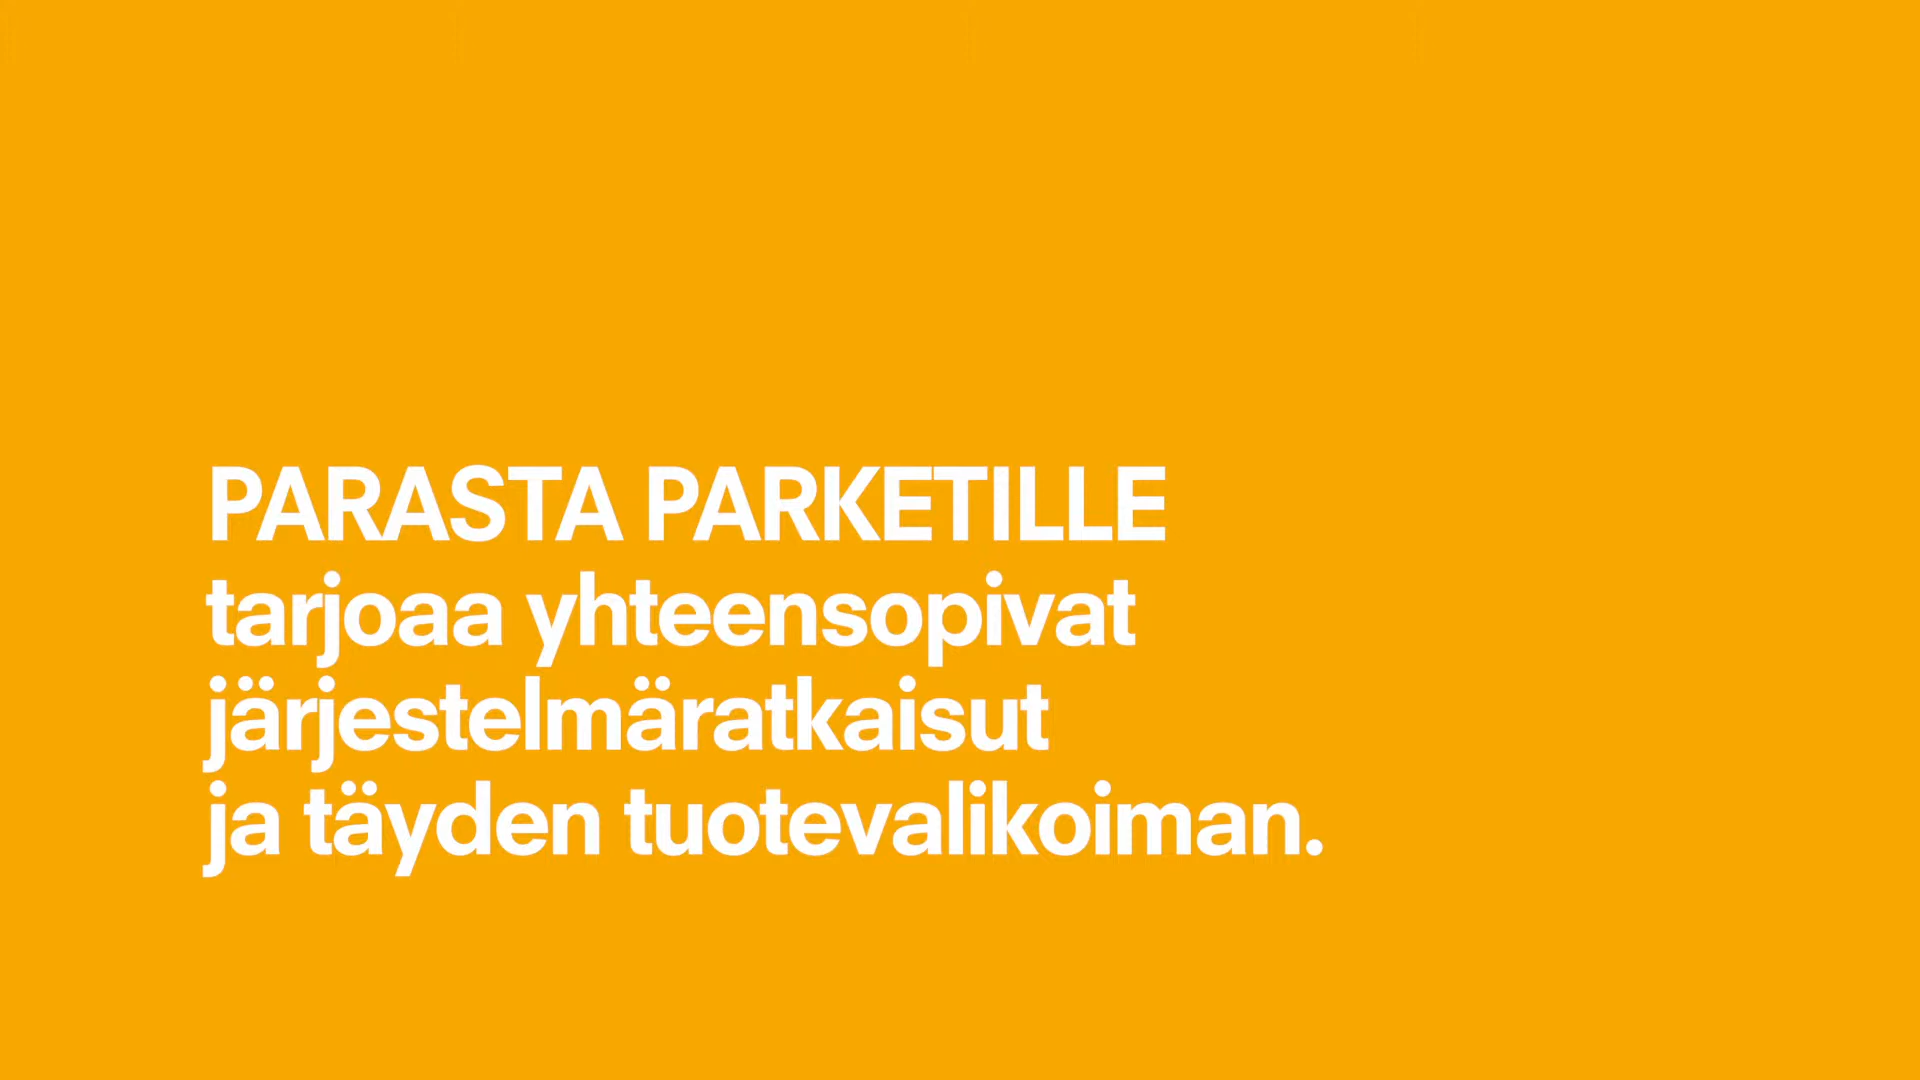 PARASTA PARKETILLE
tarjoaa yhteensopivat
järjestelmäratkaisut
ja täyden tuotevalikoiman.